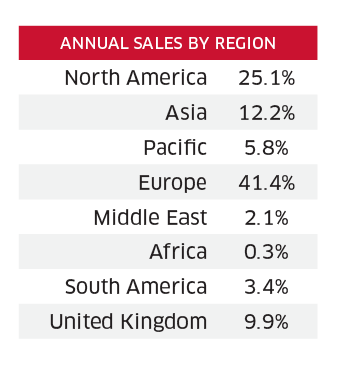 ANNUAL SALES BY REGION
North America 25.1%
Asia 12.2%
Pacific 5.8%
Europe 41.4%
Middle East 2.1%
Africa 0.3%
South America 3.4%
United Kingdom 9.9%